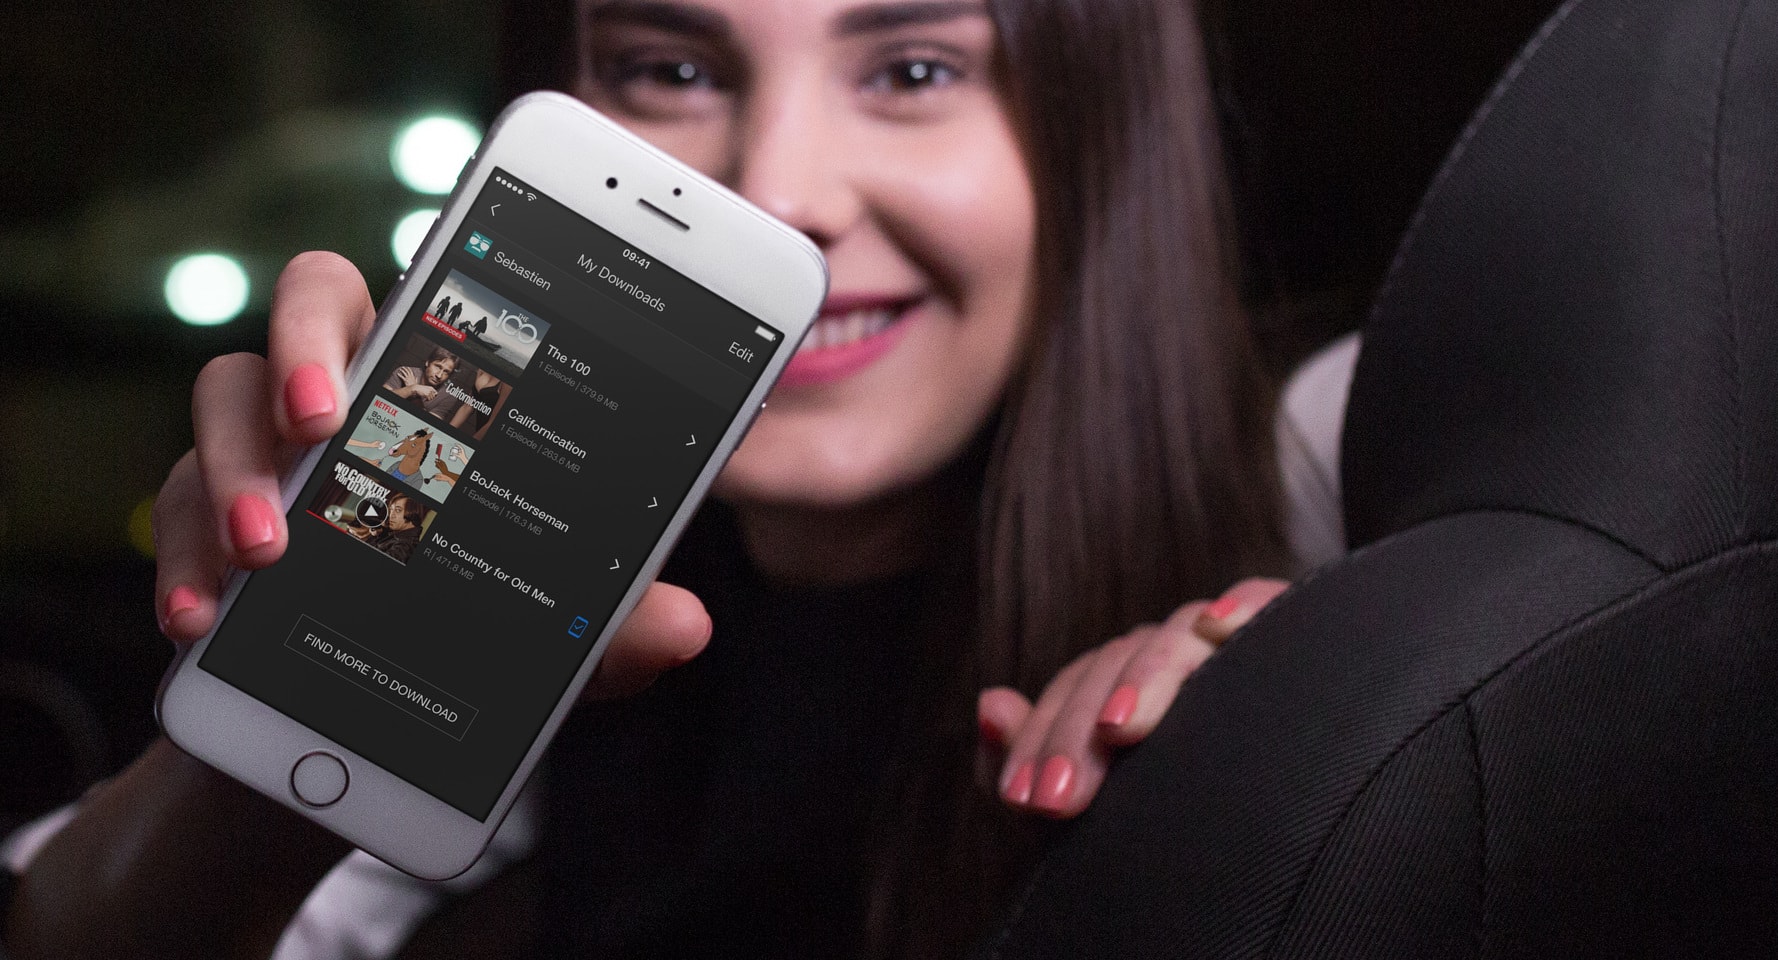 09:41
My Downloads
Edit
Sebastien
THE 100
NEW EPISODES
The 100
1 Episode | 379.9 MB
Californication
Californication
1 Episode | 263.6 MB
NETFLIX
BoJACK
HORSEMAN
BoJack Horseman
1 Episode | 176.3 MB
NO COUNTRY
FOR OLD MEN
No Country for Old Men
R | 471.8 MB
FIND MORE TO DOWNLOAD